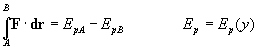 ∫_A^B F · dr = E_pA − E_pB    E_p = E_p(y)